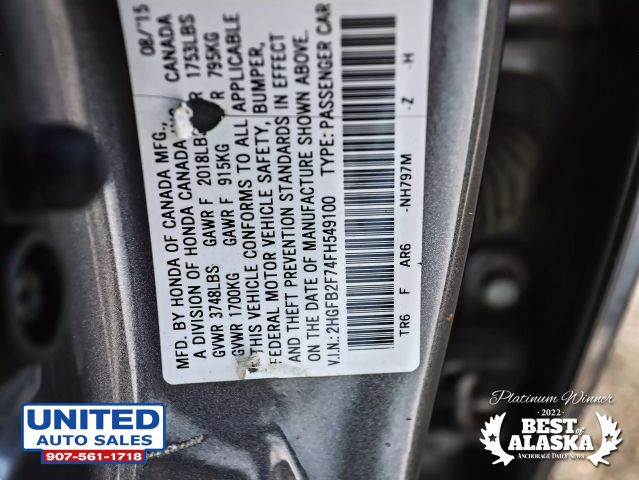 MFD. BY HONDA OF CANADA MFG., 08/15
A DIVISION OF HONDA CANADA CANADA
GVWR 3748LBS GAWR F 2018LBS R 1753LBS
GVWR 1700KG GAWR F 915KG R 795KG
THIS VEHICLE CONFORMS TO ALL APPLICABLE
FEDERAL MOTOR VEHICLE SAFETY, BUMPER,
AND THEFT PREVENTION STANDARDS IN EFFECT
ON THE DATE OF MANUFACTURE SHOWN ABOVE.
V.I.N.: 2HGFB2F74FH549100 TYPE: PASSENGER CAR
TR6 F AR6 -NH797M -Z -H
UNITED
AUTO SALES
907-561-1718
Platinum Winner
2022
BEST of
ALASKA
ANCHORAGE DAILY NEWS